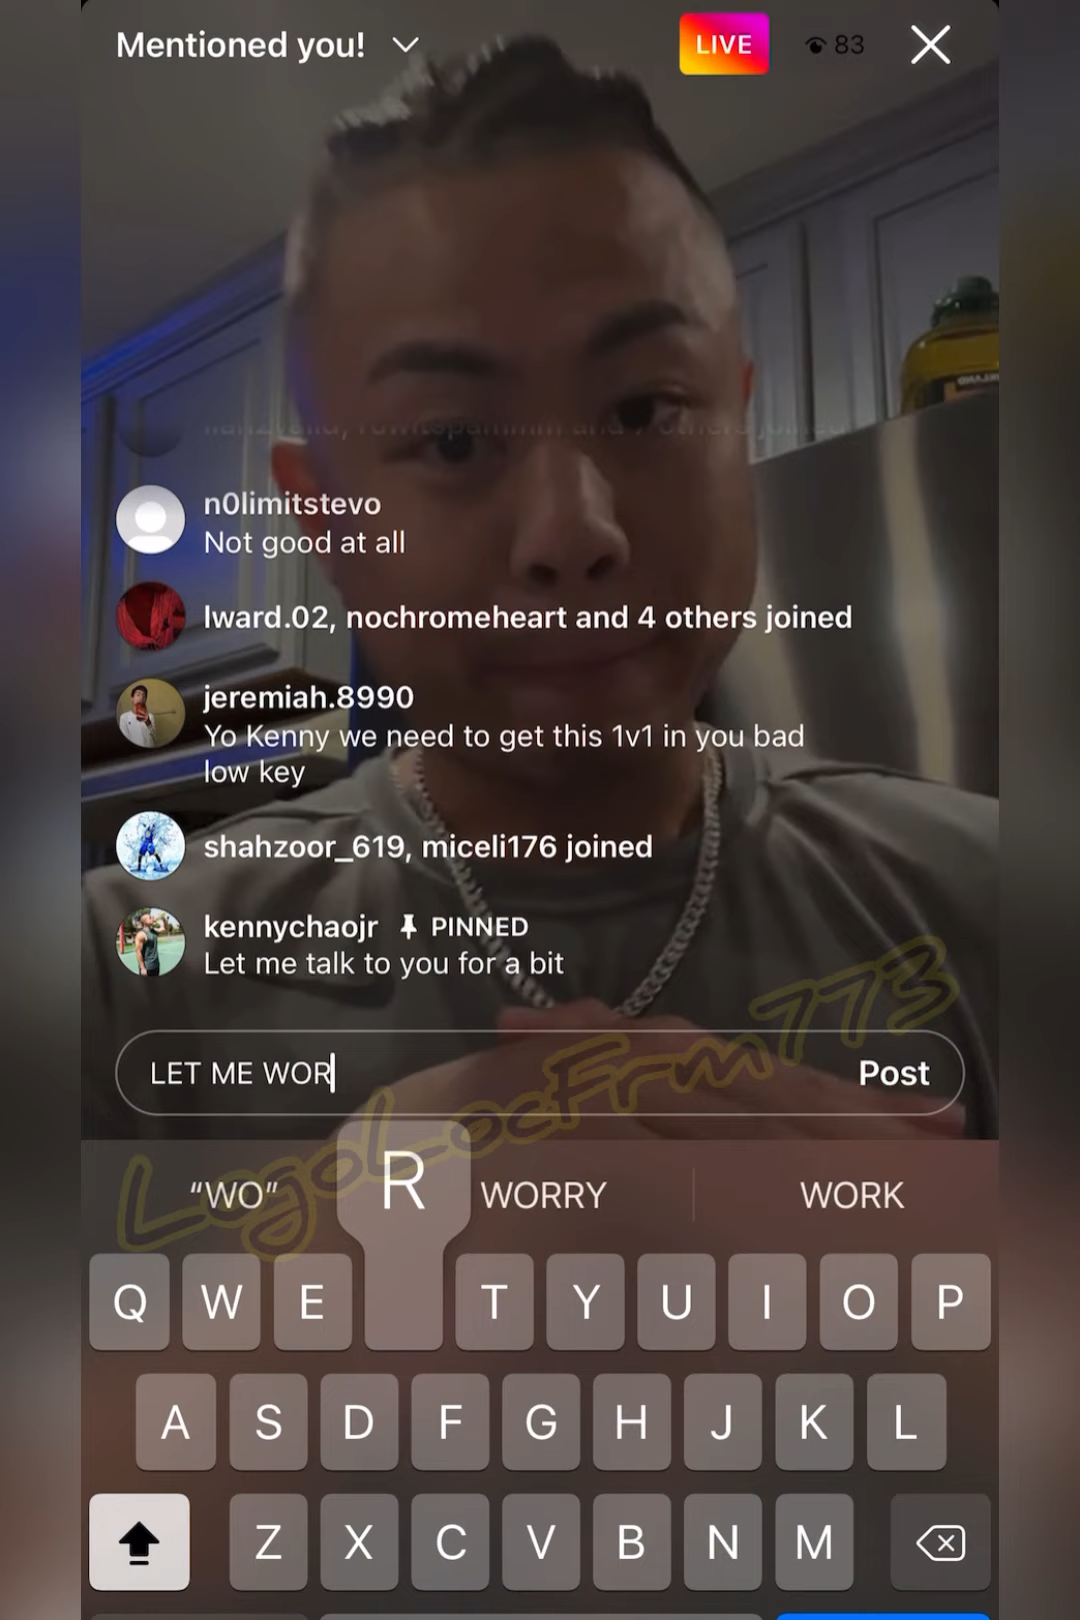 Mentioned you!
LIVE
83
n0limitstevo
Not good at all
lward.02, nochromeheart and 4 others joined
jeremiah.8990
Yo Kenny we need to get this 1v1 in you bad
low key
shahzoor_619, miceli176 joined
kennychaojr PINNED
Let me talk to you for a bit
LET ME WOR
Post
LogoLocFrm773
“WO” R WORRY WORK
Q W E T Y U I O P
A S D F G H J K L
Z X C V B N M